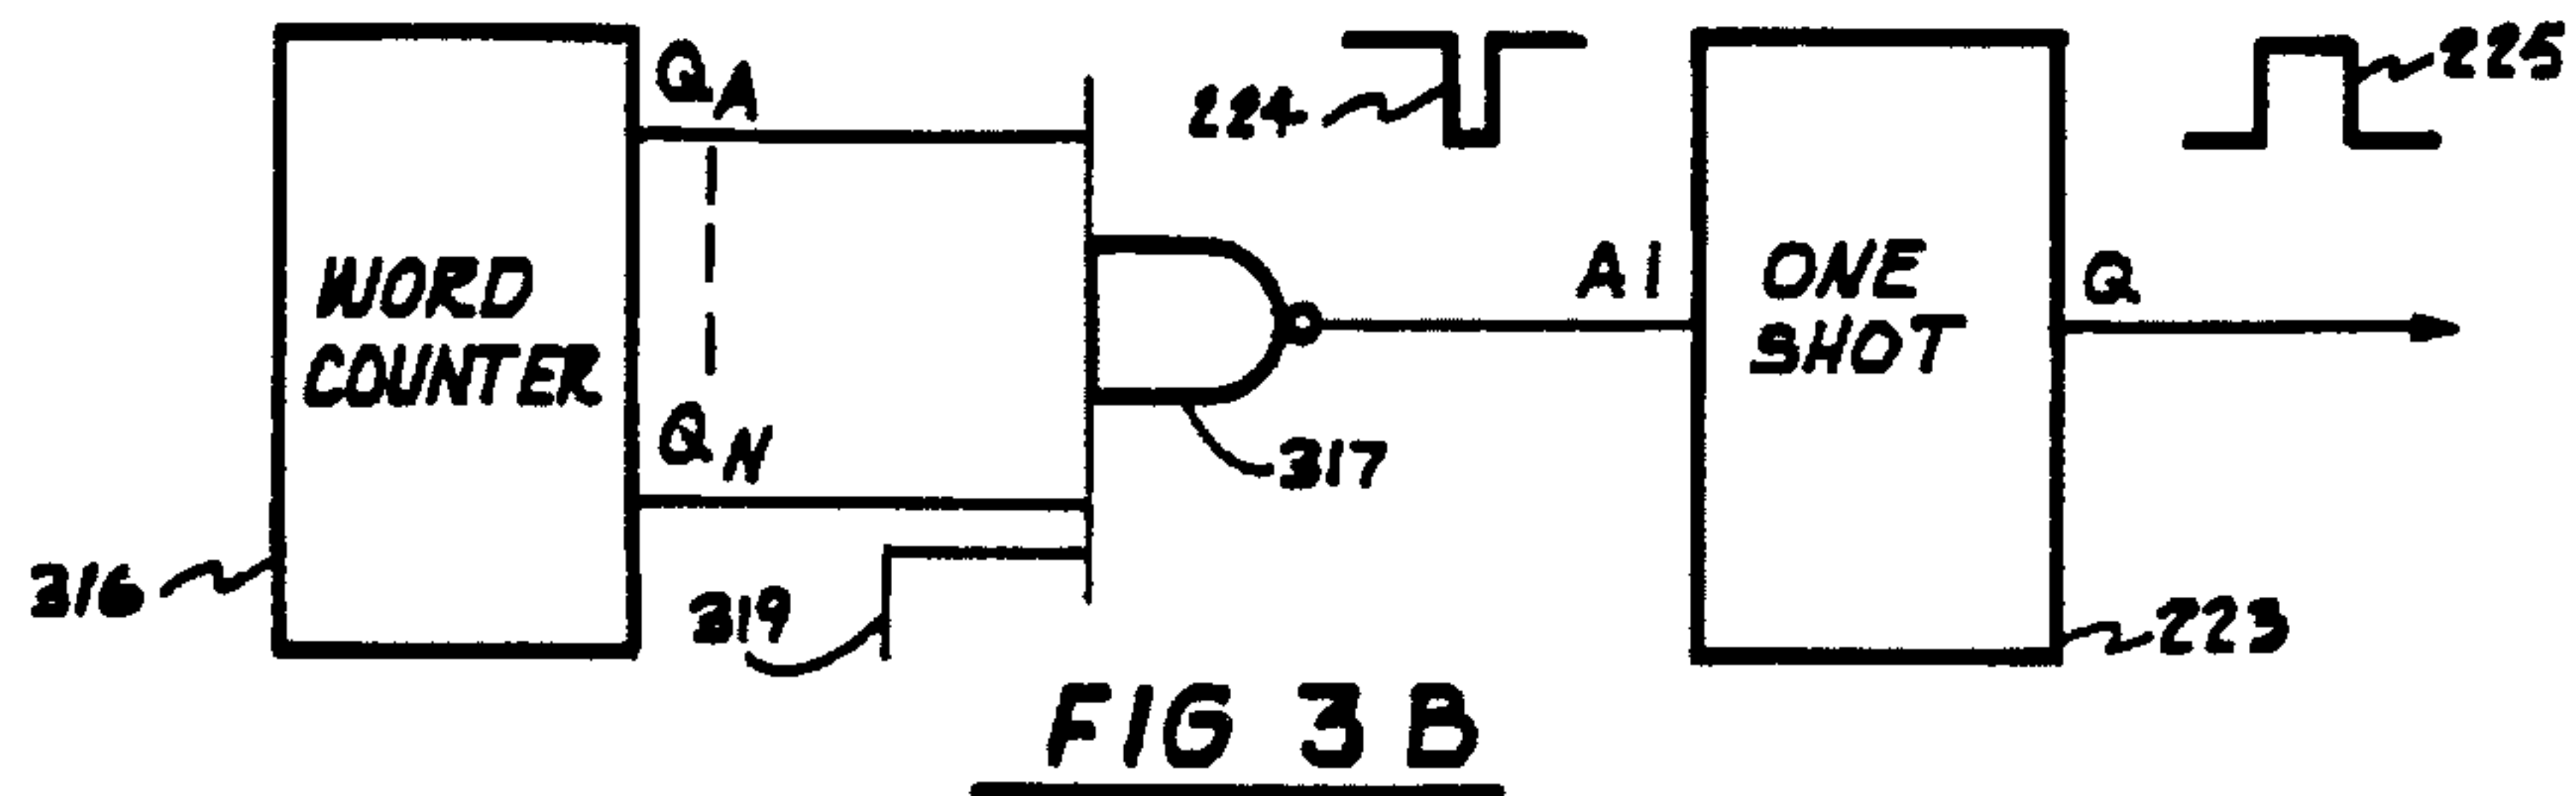 QA
224
225
WORD
COUNTER
A1
ONE
SHOT
Q
QN
317
316
319
223
FIG 3B